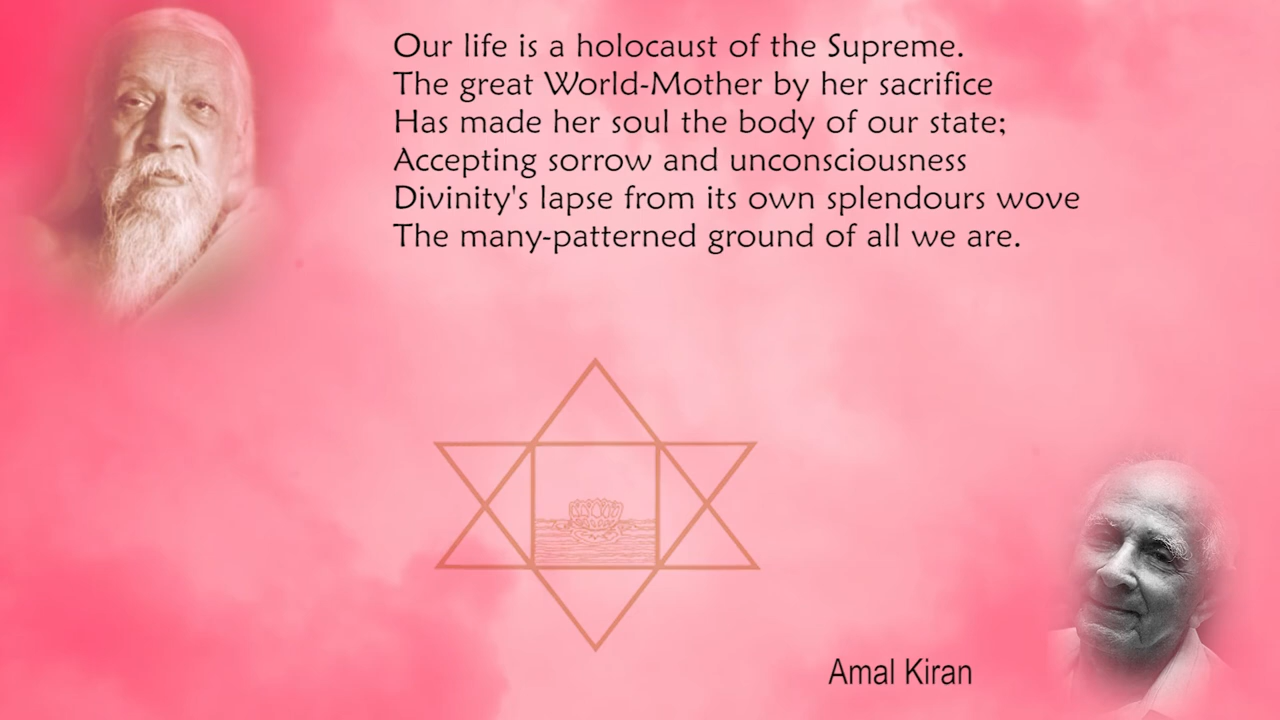 Our life is a holocaust of the Supreme.
The great World-Mother by her sacrifice
Has made her soul the body of our state;
Accepting sorrow and unconsciousness
Divinity's lapse from its own splendours wove
The many-patterned ground of all we are.
Amal Kiran